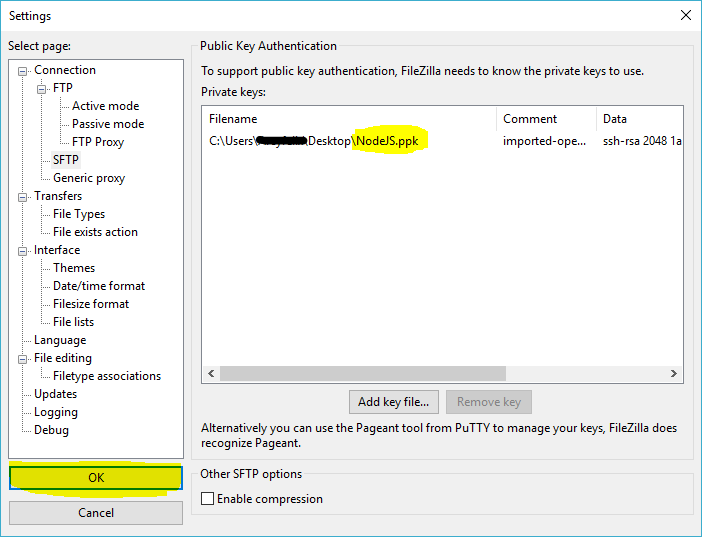 Settings
Select page:
Connection
FTP
Active mode
Passive mode
FTP Proxy
SFTP
Generic proxy
Transfers
File Types
File exists action
Interface
Themes
Date/time format
Filesize format
File lists
Language
File editing
Filetype associations
Updates
Logging
Debug
OK
Cancel
Public Key Authentication
To support public key authentication, FileZilla needs to know the private keys to use.
Private keys:
Filename Comment Data
C:\Users\ \Desktop\NodeJS.ppk imported-ope... ssh-rsa 2048 1a
Add key file... Remove key
Alternatively you can use the Pageant tool from PuTTY to manage your keys, FileZilla does
recognize Pageant.
Other SFTP options
Enable compression